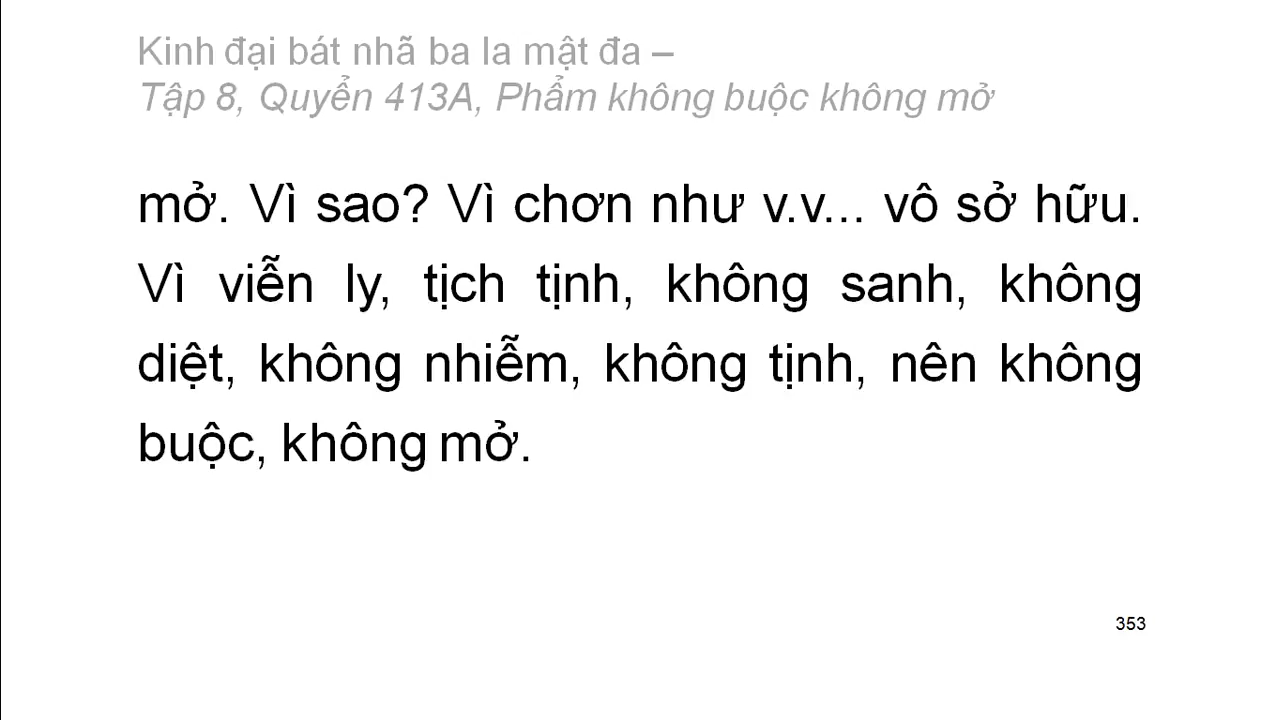 Kinh đại bát nhã ba la mật đa –
Tập 8, Quyển 413A, Phẩm không buộc không mở
mở. Vì sao? Vì chơn như v.v... vô sở hữu.
Vì viễn ly, tịch tịnh, không sanh, không
diệt, không nhiễm, không tịnh, nên không
buộc, không mở.
353